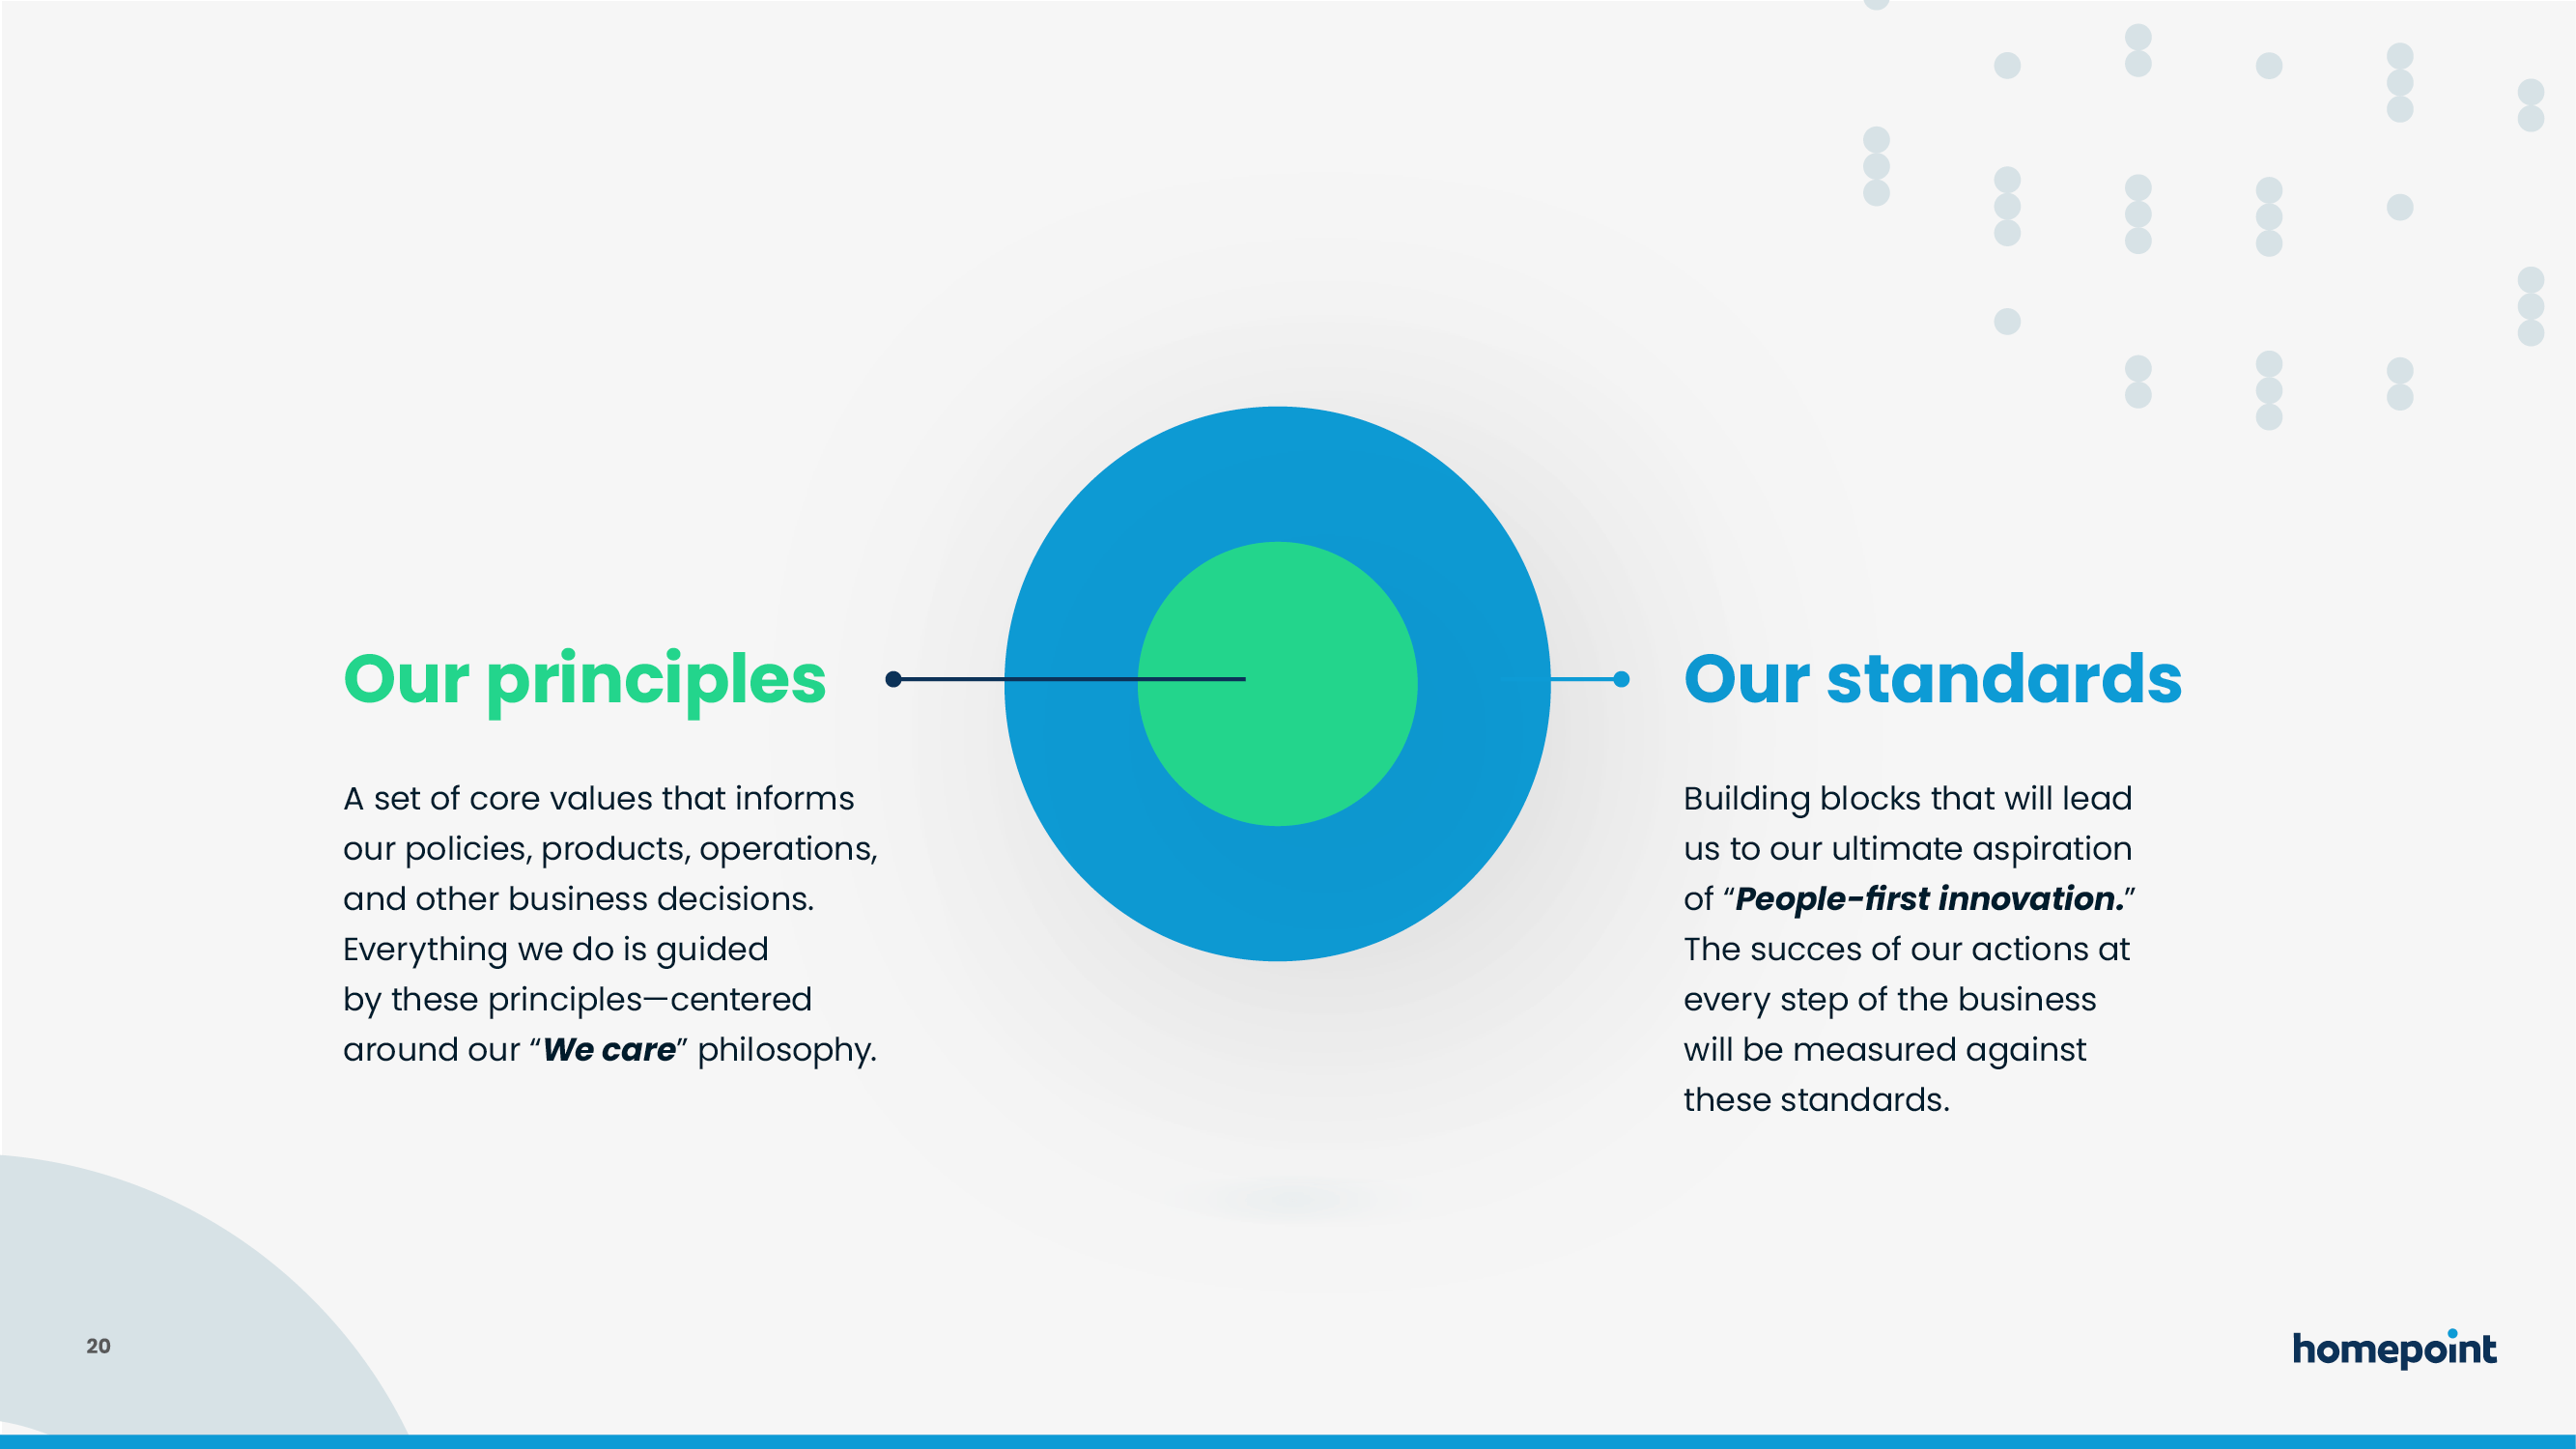 Our principles
A set of core values that informs
our policies, products, operations,
and other business decisions.
Everything we do is guided
by these principles—centered
around our “We care” philosophy.
Our standards
Building blocks that will lead
us to our ultimate aspiration
of “People-first innovation.”
The succes of our actions at
every step of the business
will be measured against
these standards.
20
homepoint